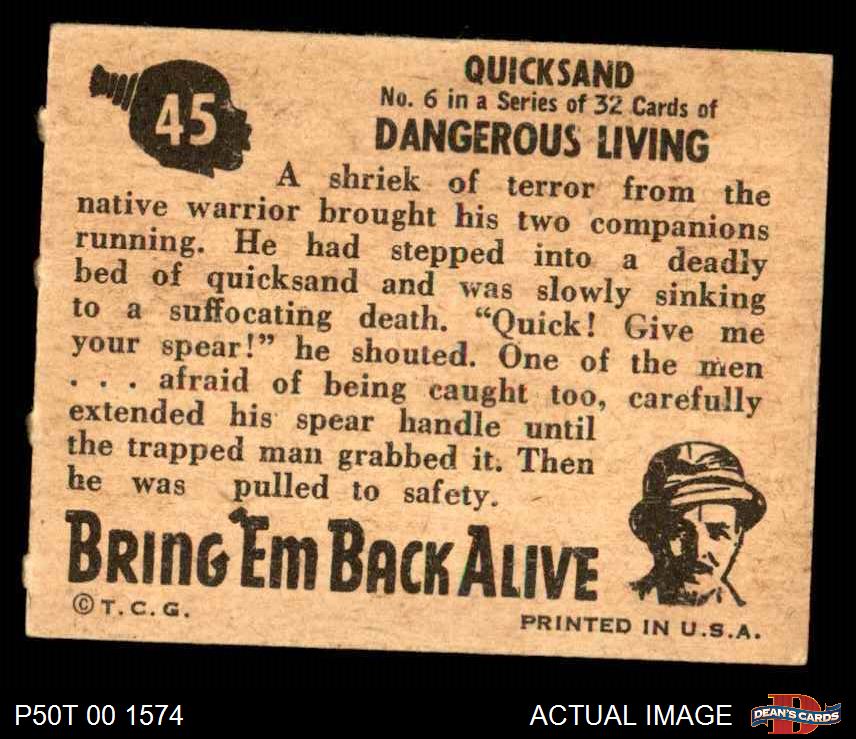 45
QUICKSAND
No. 6 in a Series of 32 Cards of
DANGEROUS LIVING
A shriek of terror from the
native warrior brought his two companions
running. He had stepped into a deadly
bed of quicksand and was slowly sinking
to a suffocating death. “Quick! Give me
your spear!” he shouted. One of the men
. . . afraid of being caught too, carefully
extended his spear handle until
the trapped man grabbed it. Then
he was pulled to safety.
BRING 'EM BACK ALIVE
© T. C. G.
PRINTED IN U.S.A.
P50T 00 1574
ACTUAL IMAGE
D
DEAN'S CARDS